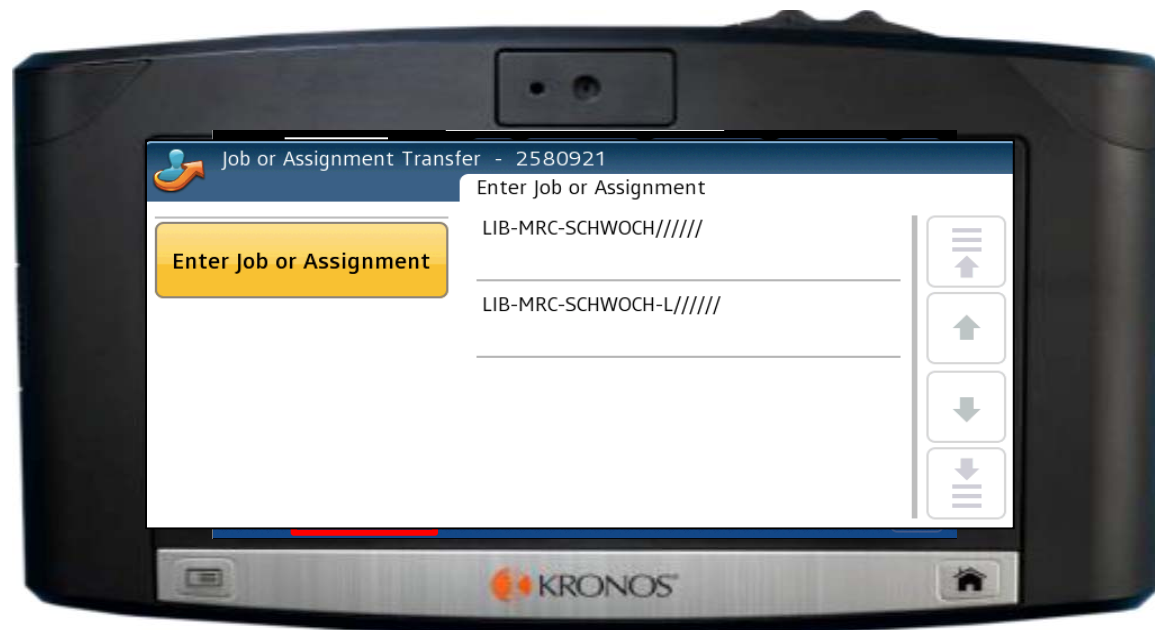 Job or Assignment Transfer - 2580921
Enter Job or Assignment
Enter Job or Assignment
LIB-MRC-SCHWOCH//////
LIB-MRC-SCHWOCH-L//////
KRONOS